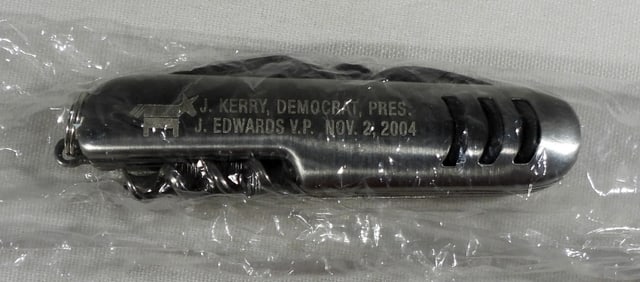 J. KERRY, DEMOCRAT, PRES.
J. EDWARDS V.P. NOV. 2, 2004